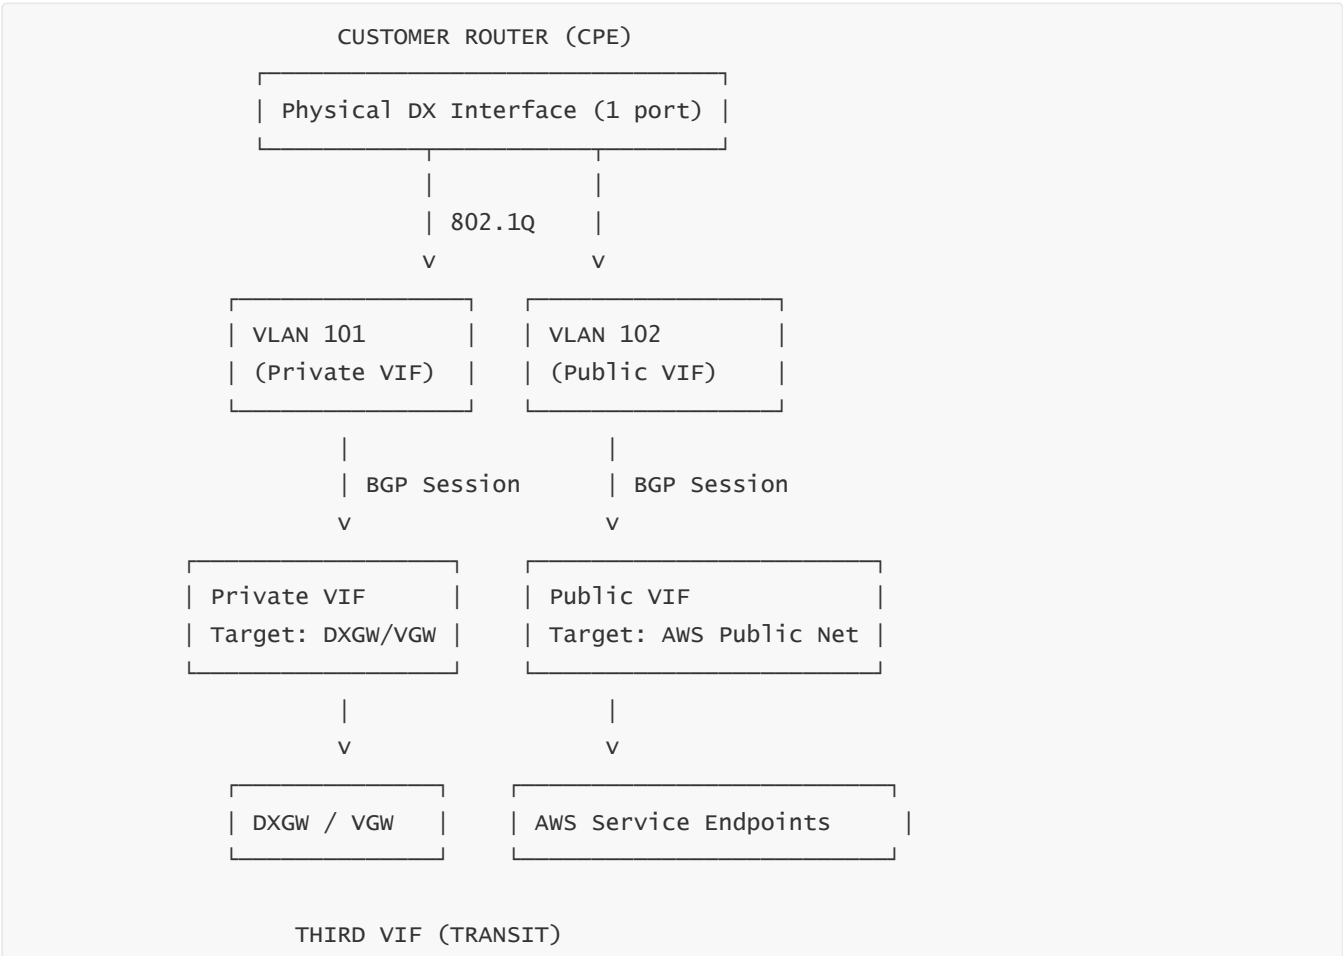 CUSTOMER ROUTER (CPE)
Physical DX Interface (1 port)
802.1Q
VLAN 101 VLAN 102
(Private VIF) (Public VIF)
BGP Session BGP Session
Private VIF Public VIF
Target: DXGW/VGW Target: AWS Public Net
DXGW / VGW AWS Service Endpoints
THIRD VIF (TRANSIT)